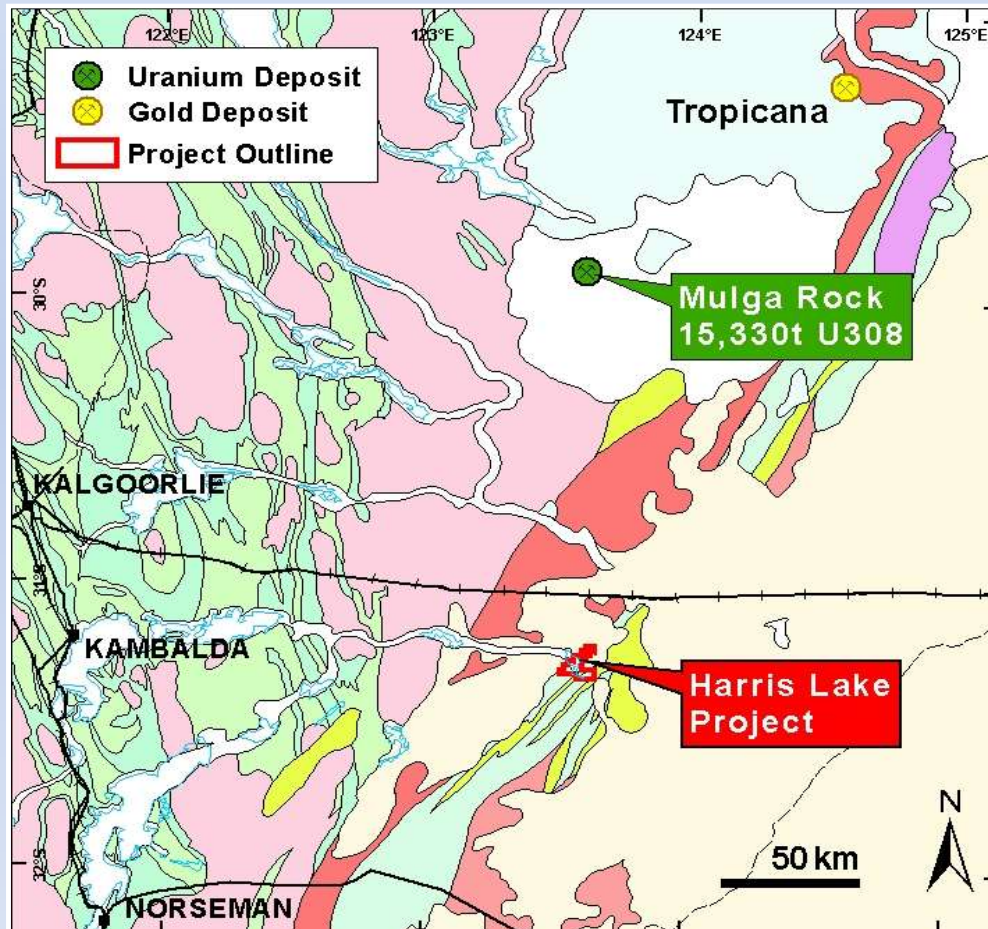 122°E
123°E
124°E
125°E
Uranium Deposit
Gold Deposit
Project Outline
Tropicana
30°S
Mulga Rock
15,330t U308
KALGOORLIE
31°S
KAMBALDA
Harris Lake
Project
N
50 km
32°S
NORSEMAN